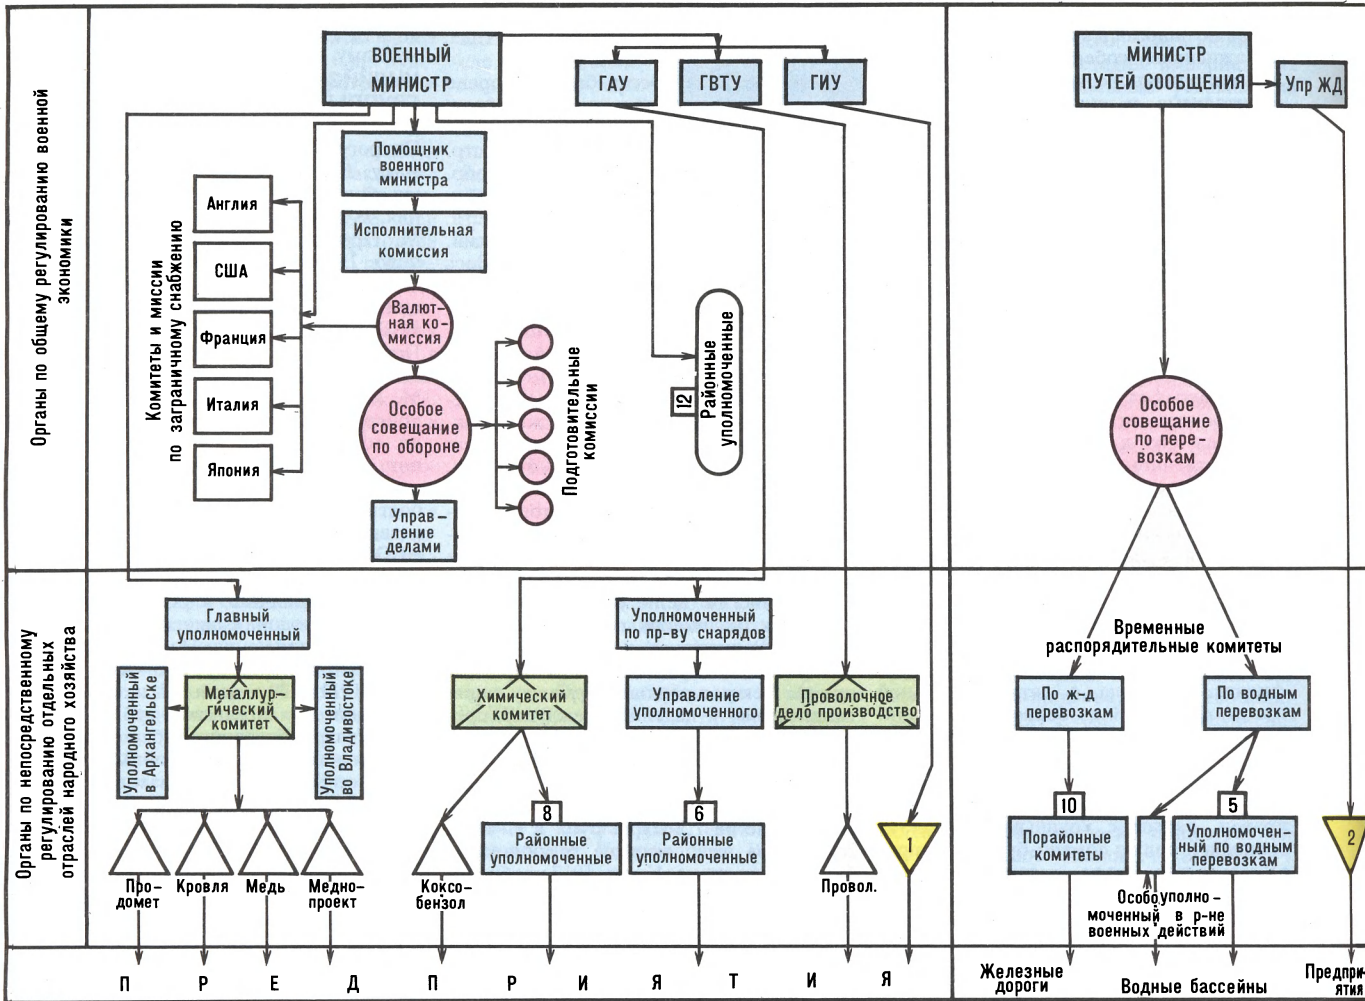 Органы по общему регулированию военной
экономики
ВОЕННЫЙ
МИНИСТР
ГАУ
ГВТУ
ГИУ
Помощник
военного
министра
Исполнительная
комиссия
Комитеты и миссии
по заграничному снабжению
Англия
США
Франция
Италия
Япония
Валют-
ная ко-
миссия
Особое
совещание
по обороне
Подготовительные
комиссии
Управ-
ление
делами
12
Районные
уполномоченные
МИНИСТР
ПУТЕЙ СООБЩЕНИЯ
Упр ЖД
Особое
совещание
по пере-
возкам
Органы по непосредственному
регулированию отдельных
отраслей народного хозяйства
Главный
уполномоченный
Уполномоченный
в Архангельске
Металлур-
гический
комитет
Уполномоченный
во Владивостоке
Про-
домет
Кровля
Медь
Медно-
проект
Химический
комитет
Коксо-
бензол
8
Районные
уполномоченные
Уполномоченный
по пр-ву снарядов
Управление
уполномоченного
6
Районные
уполномоченные
Проволочное
дело производство
Провол.
1
Временные
распорядительные комитеты
По ж-д
перевозкам
По водным
перевозкам
10
Порайонные
комитеты
5
Уполномочен-
ный по водным
перевозкам
Особоуполно-
моченный в р-не
военных действий
2
П Р Е Д П Р И Я Т И Я
Железные
дороги
Водные бассейны
Предпри-
ятия